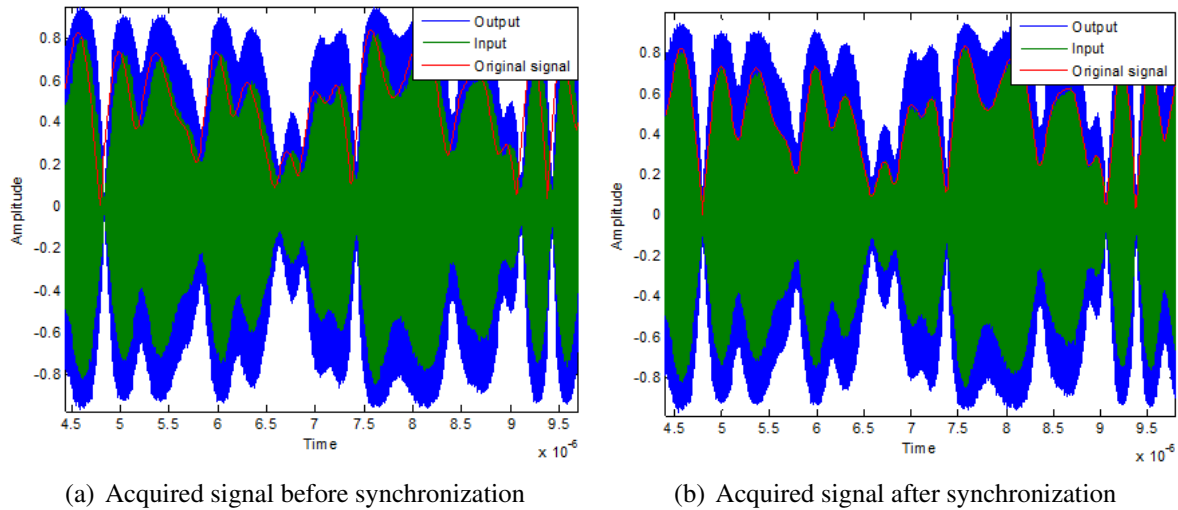 Output
Input
Original signal
0.8
0.6
0.4
0.2
0
-0.2
-0.4
-0.6
-0.8
Amplitude
4.5 5 5.5 6 6.5 7 7.5 8 8.5 9 9.5
Time
x 10-6
(a) Acquired signal before synchronization
Output
Input
Original signal
0.8
0.6
0.4
0.2
0
-0.2
-0.4
-0.6
-0.8
Amplitude
4.5 5 5.5 6 6.5 7 7.5 8 8.5 9 9.5
Time
x 10-6
(b) Acquired signal after synchronization